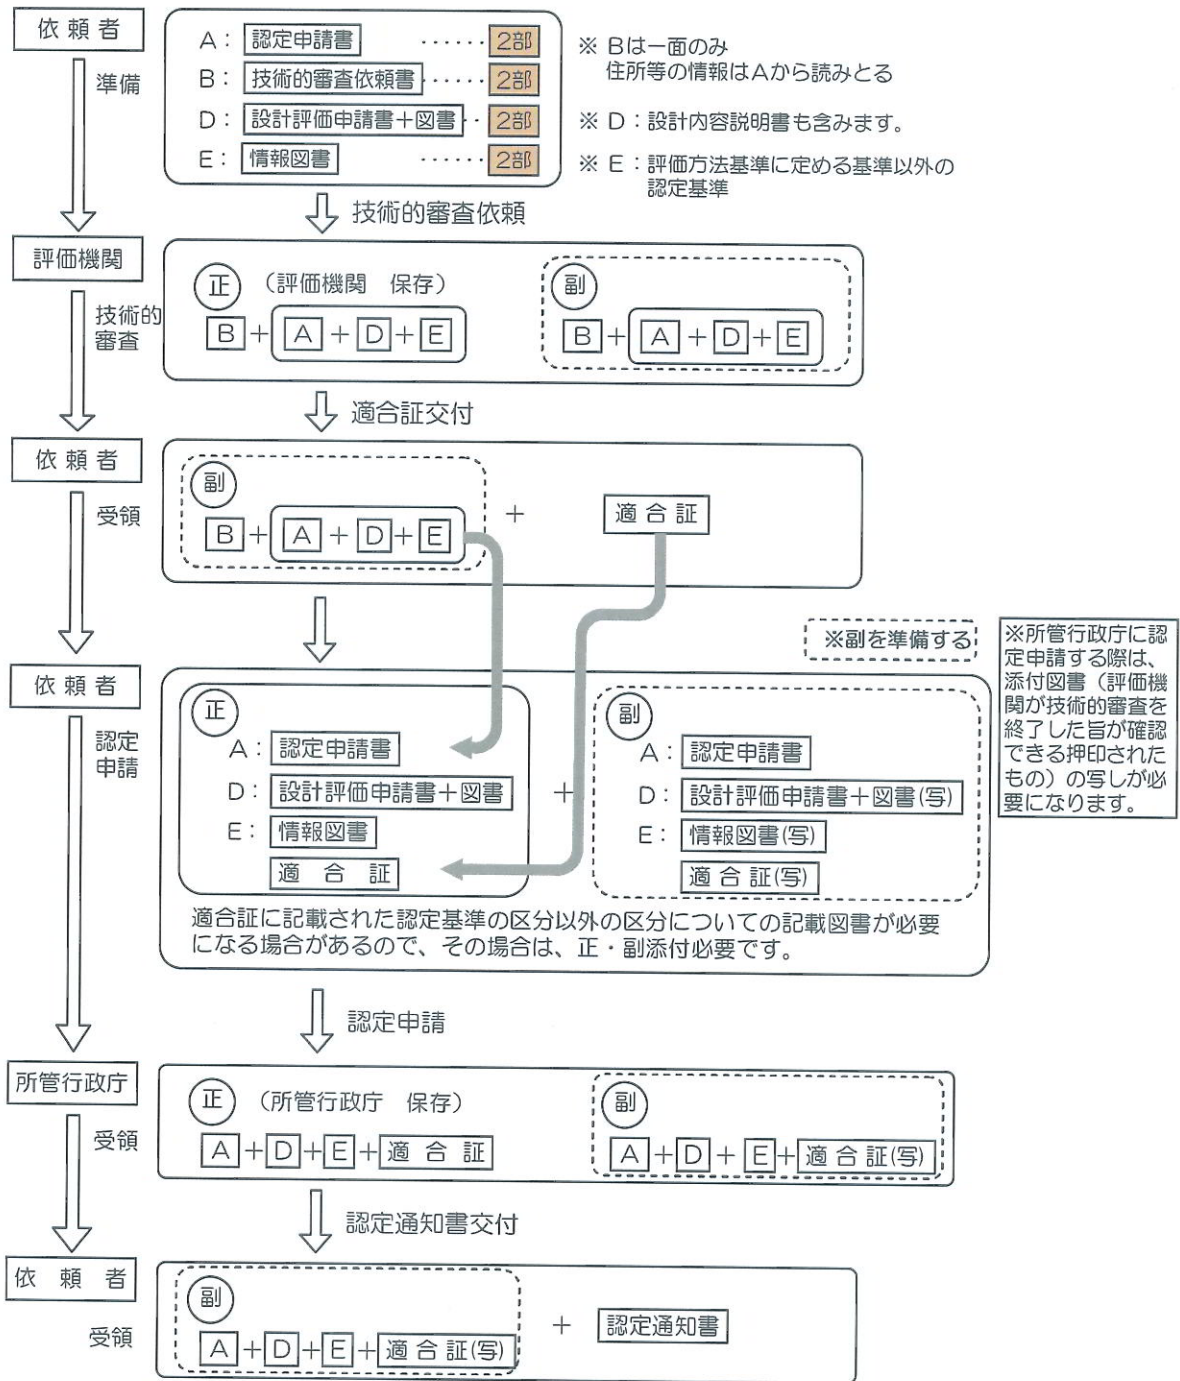 依頼者
準備
A：認定申請書 ‥‥‥ 2部
B：技術的審査依頼書 ‥‥‥ 2部
D：設計評価申請書＋図書 ‥ 2部
E：情報図書 ‥‥‥ 2部
※ Bは一面のみ
住所等の情報はAから読みとる
※ D：設計内容説明書も含みます。
※ E：評価方法基準に定める基準以外の
認定基準
技術的審査依頼
評価機関
技術的
審査
正 （評価機関 保存）
B＋A＋D＋E
副
B＋A＋D＋E
適合証交付
依頼者
受領
副
B＋A＋D＋E
＋
適合証
※副を準備する
※所管行政庁に認
定申請する際は、
添付図書（評価機
関が技術的審査を
終了した旨が確認
できる押印された
もの）の写しが必
要になります。
依頼者
認定
申請
正
A：認定申請書
D：設計評価申請書＋図書
E：情報図書
適合証
＋
副
A：認定申請書
D：設計評価申請書＋図書(写)
E：情報図書(写)
適合証(写)
適合証に記載された認定基準の区分以外の区分についての記載図書が必要
になる場合があるので、その場合は、正・副添付必要です。
認定申請
所管行政庁
受領
正 （所管行政庁 保存）
A＋D＋E＋適合証
副
A＋D＋E＋適合証(写)
認定通知書交付
依頼者
受領
副
A＋D＋E＋適合証(写)
＋
認定通知書